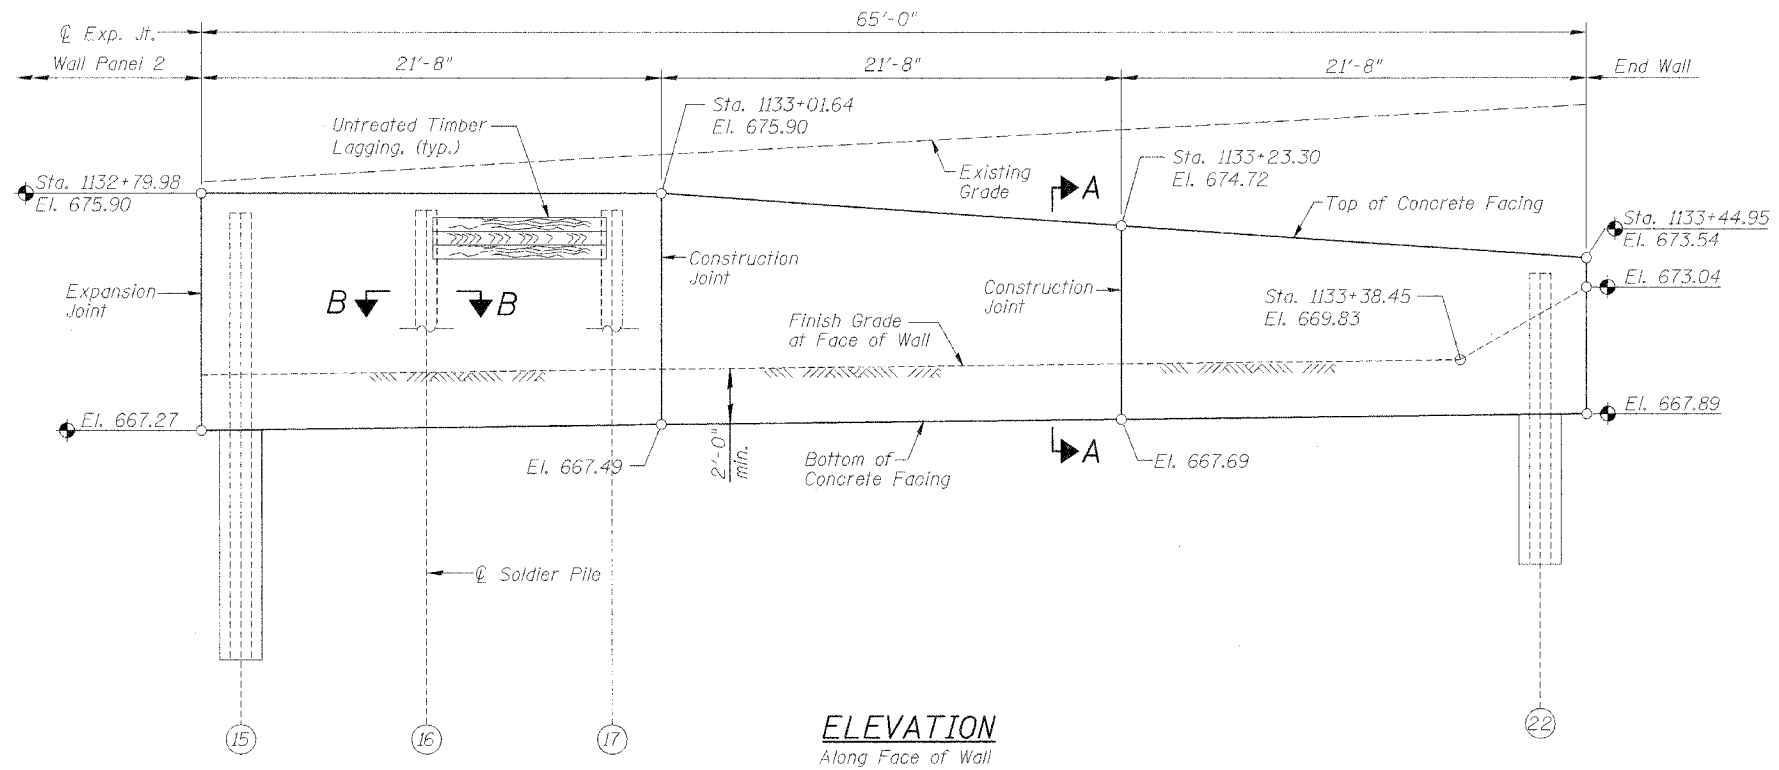 65'-0"
℄ Exp. Jt.
Wall Panel 2
21'-8"
21'-8"
21'-8"
End Wall
Sta. 1133+01.64
El. 675.90
Untreated Timber
Lagging. (typ.)
Existing
Grade
Sta. 1133+23.30
El. 674.72
A
Top of Concrete Facing
Sta. 1132+79.98
El. 675.90
Sta. 1133+44.95
El. 673.54
El. 673.04
Construction
Joint
Construction
Joint
Expansion
Joint
B
B
Sta. 1133+38.45
El. 669.83
Finish Grade
at Face of Wall
El. 667.27
El. 667.89
2'-0"
min.
El. 667.49
Bottom of
Concrete Facing
A
El. 667.69
℄ Soldier Pile
15
16
17
22
ELEVATION
Along Face of Wall